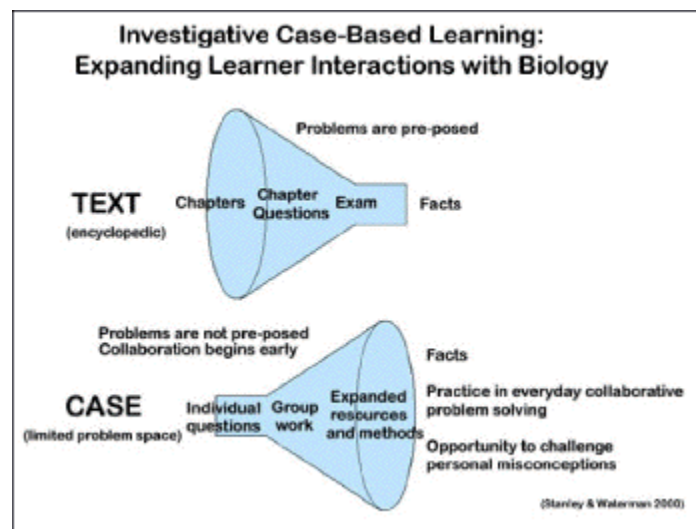 Investigative Case-Based Learning:
Expanding Learner Interactions with Biology
Problems are pre-posed
TEXT
(encyclopedic)
Chapters
Chapter
Questions
Exam
Facts
Problems are not pre-posed
Collaboration begins early
CASE
(limited problem space)
Individual
questions
Group
work
Expanded
resources
and methods
Facts
Practice in everyday collaborative
problem solving
Opportunity to challenge
personal misconceptions
(Stanley & Waterman 2000)